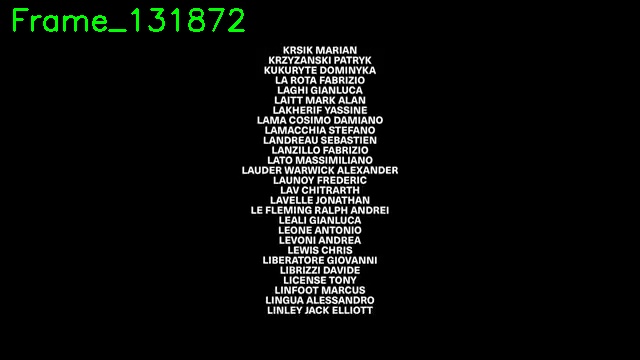 Frame_131872
KRSIK MARIAN
KRZYZANSKI PATRYK
KUKURYTE DOMINYKA
LA ROTA FABRIZIO
LAGHI GIANLUCA
LAITT MARK ALAN
LAKHERIF YASSINE
LAMA COSIMO DAMIANO
LAMACCHIA STEFANO
LANDREAU SEBASTIEN
LANZILLO FABRIZIO
LATO MASSIMILIANO
LAUDER WARWICK ALEXANDER
LAUNOY FREDERIC
LAV CHITRARTH
LAVELLE JONATHAN
LE FLEMING RALPH ANDREI
LEALI GIANLUCA
LEONE ANTONIO
LEVONI ANDREA
LEWIS CHRIS
LIBERATORE GIOVANNI
LIBRIZZI DAVIDE
LICENSE TONY
LINFOOT MARCUS
LINGUA ALESSANDRO
LINLEY JACK ELLIOTT